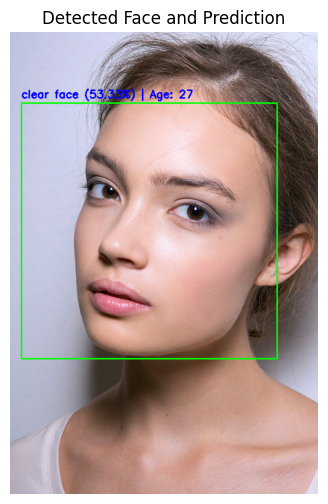 Detected Face and Prediction
clear face (53.33%) | Age: 27